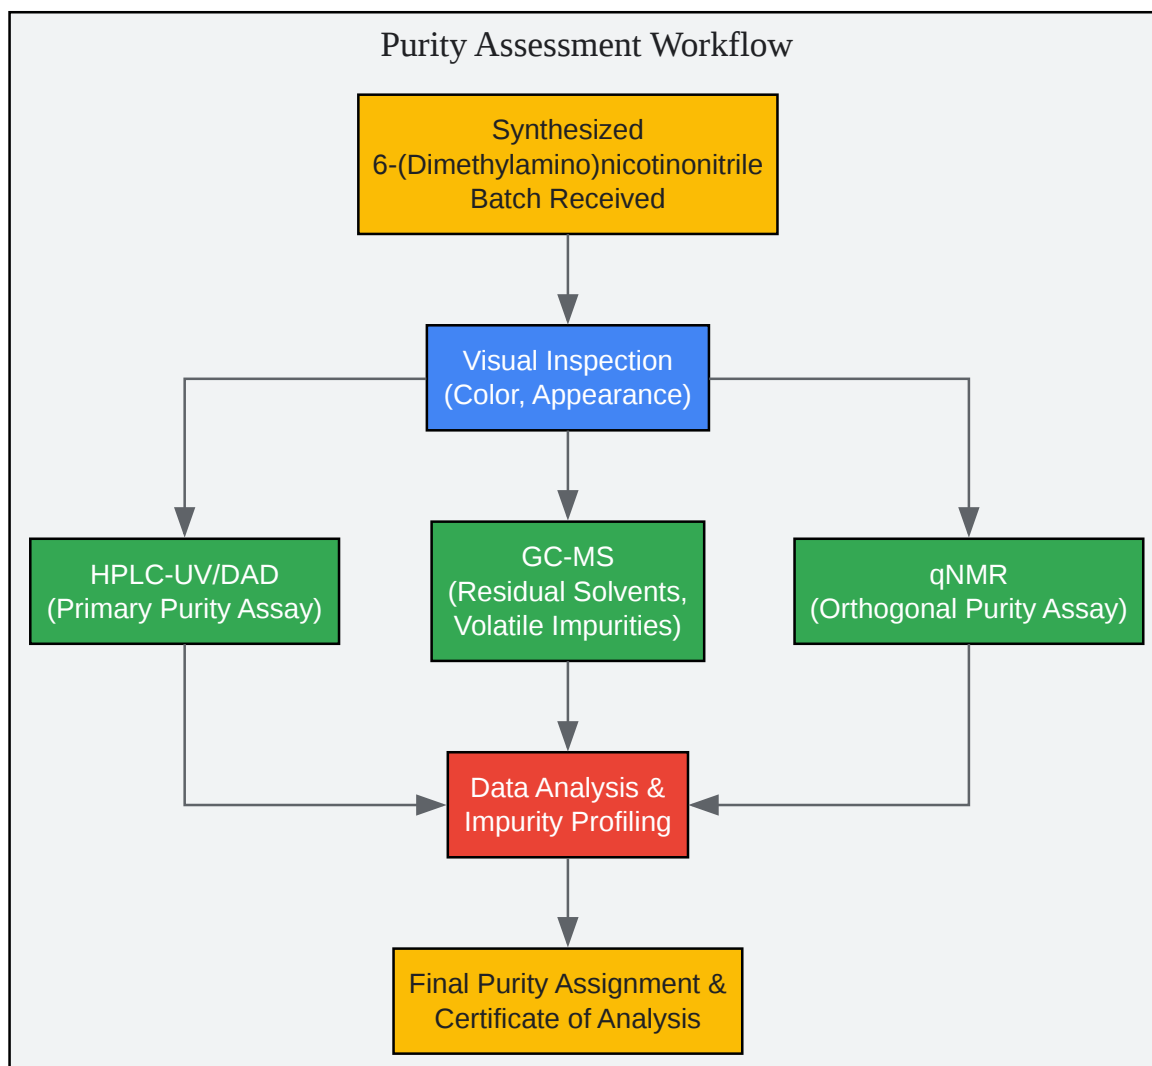 Purity Assessment Workflow
Synthesized
6-(Dimethylamino)nicotinonitrile
Batch Received
Visual Inspection
(Color, Appearance)
HPLC-UV/DAD
(Primary Purity Assay)
GC-MS
(Residual Solvents,
Volatile Impurities)
qNMR
(Orthogonal Purity Assay)
Data Analysis &
Impurity Profiling
Final Purity Assignment &
Certificate of Analysis